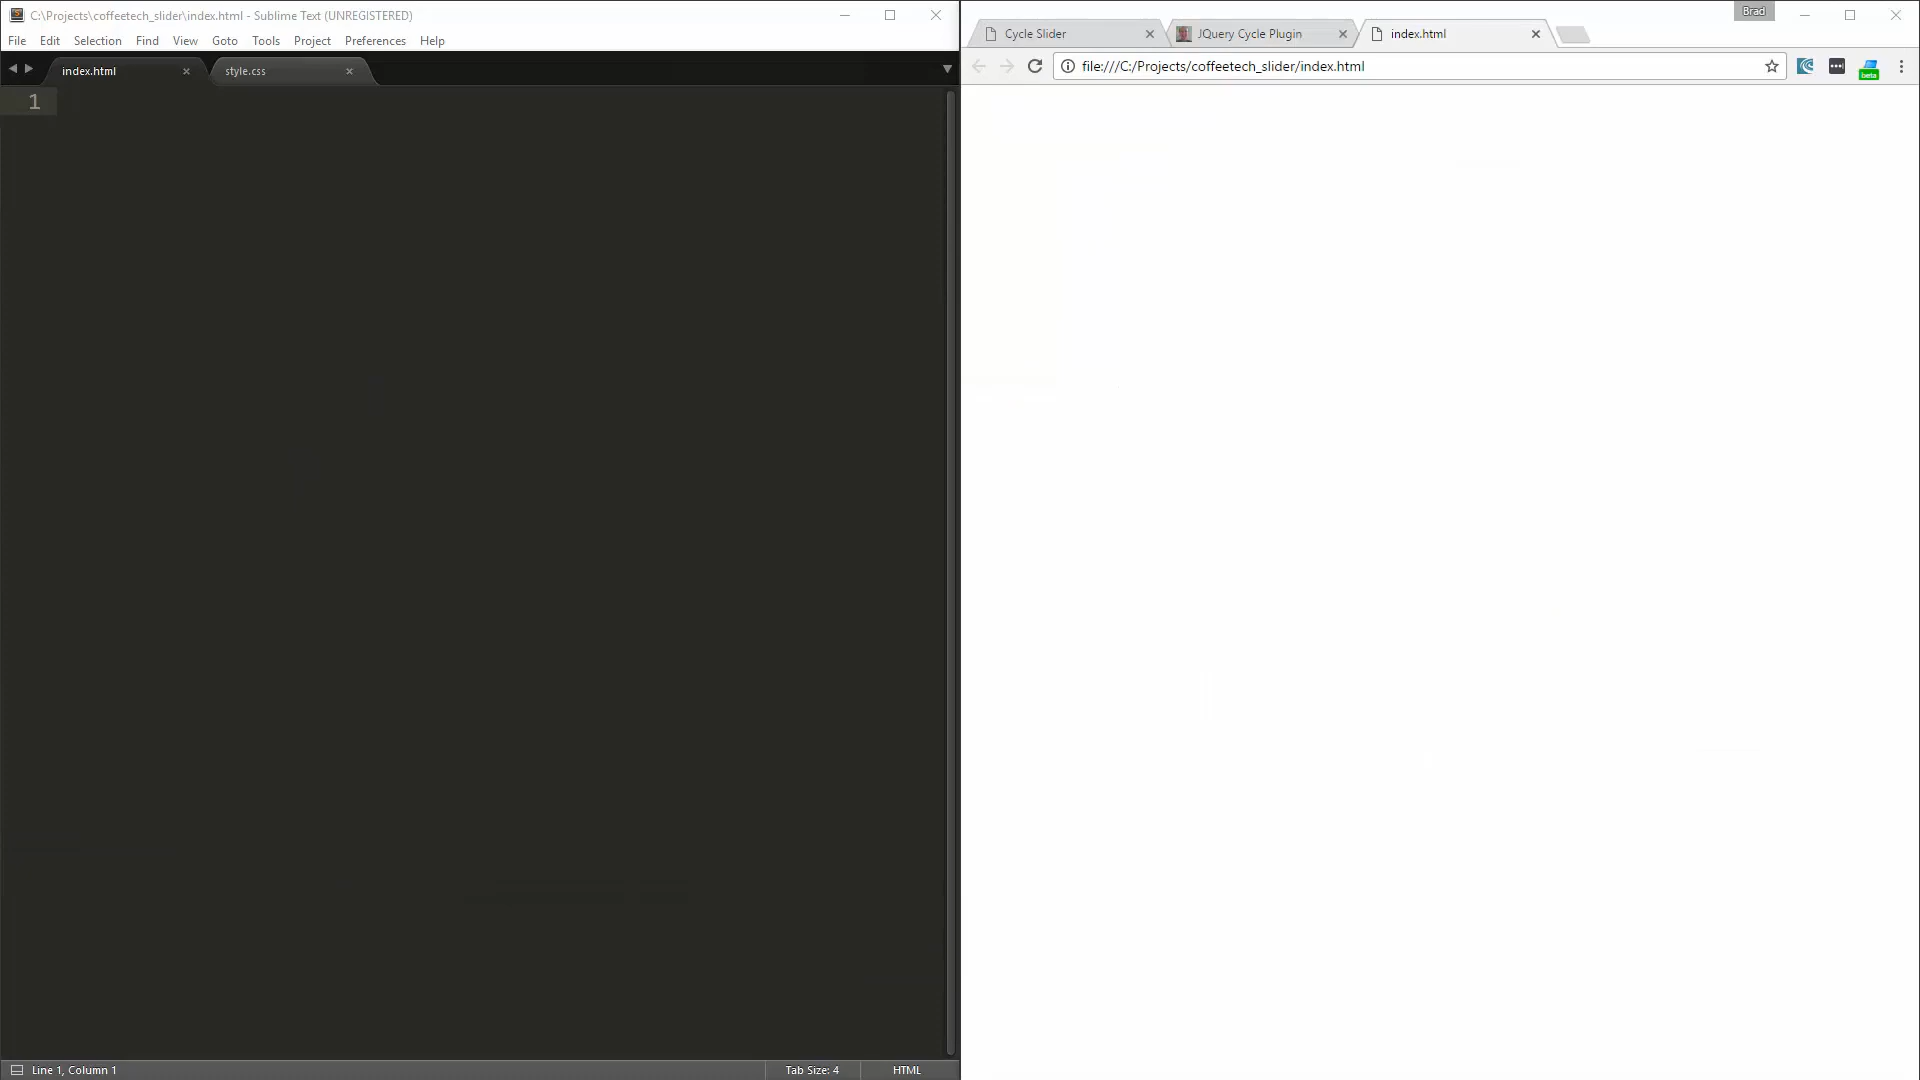 C:\Projects\coffeetech_slider\index.html - Sublime Text (UNREGISTERED)
File Edit Selection Find View Goto Tools Project Preferences Help
index.html
style.css
1
Line 1, Column 1
Tab Size: 4
HTML
Brad
Cycle Slider
JQuery Cycle Plugin
index.html
file:///C:/Projects/coffeetech_slider/index.html
beta